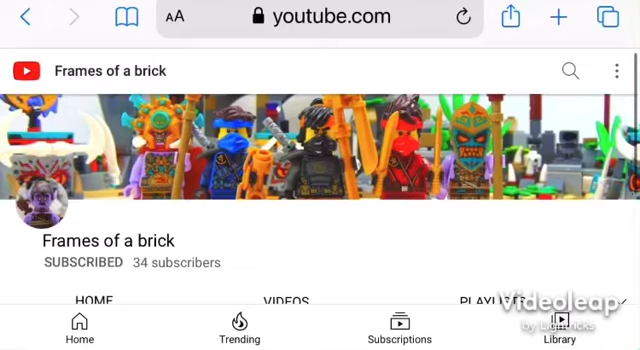 AA youtube.com
Frames of a brick
Frames of a brick
SUBSCRIBED 34 subscribers
HOME VIDEOS PLAYLISTS
Videoleap
by Lightricks
Home Trending Subscriptions Library